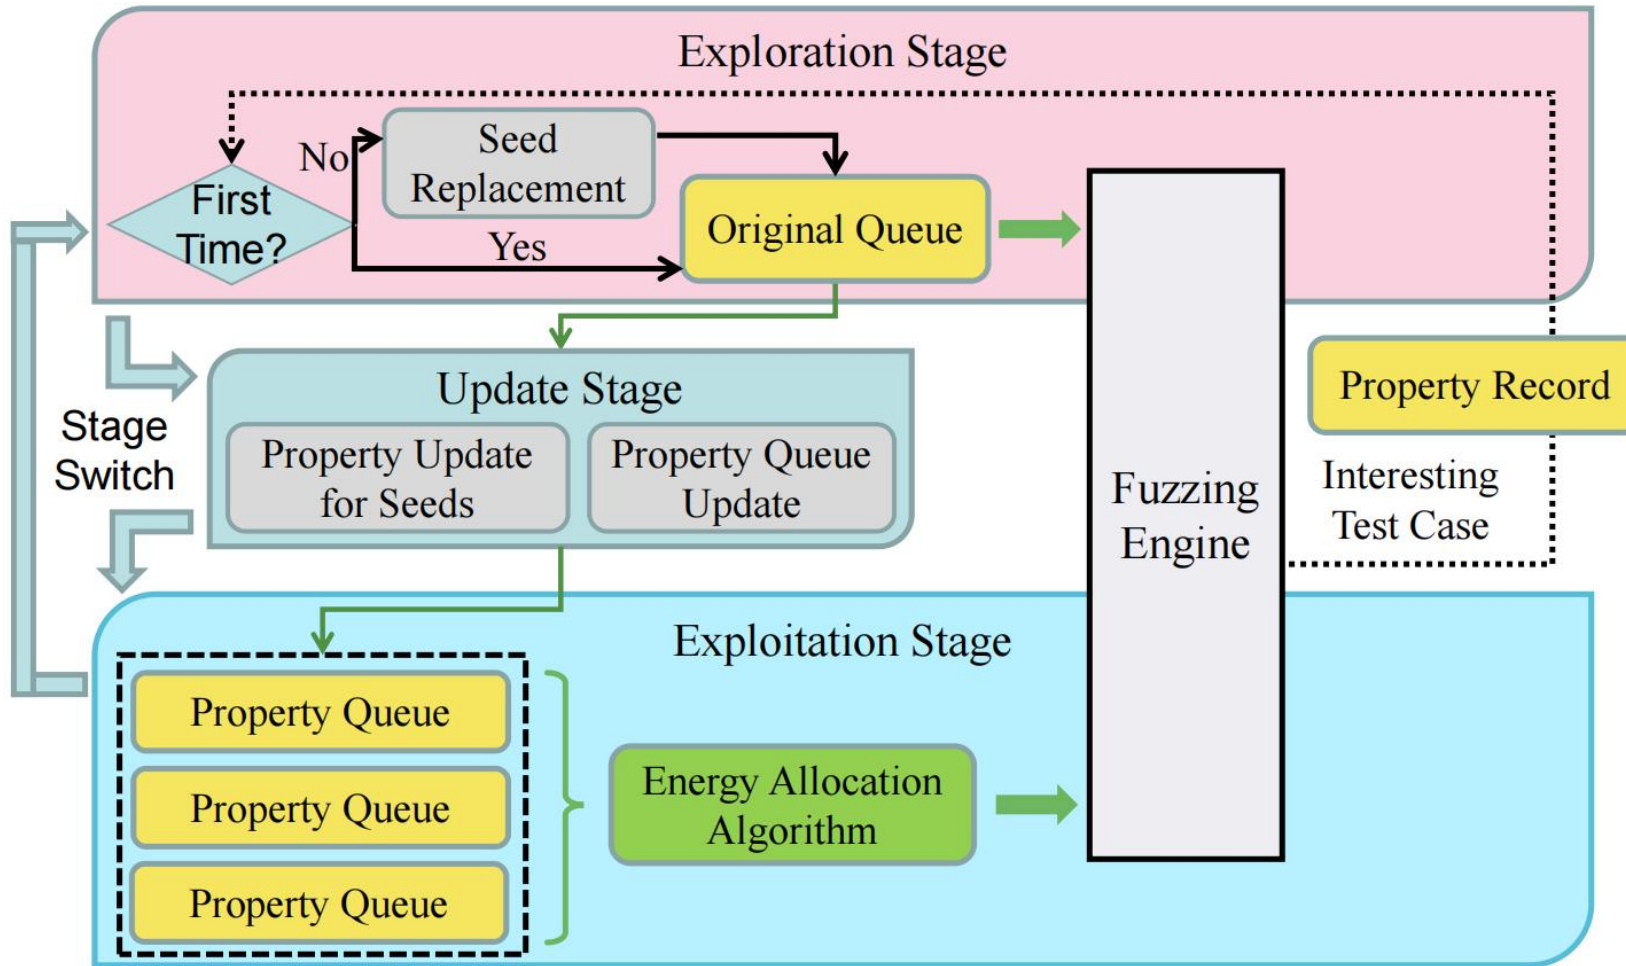 Exploration Stage
No
Seed
Replacement
First
Time?
Yes
Original Queue
Stage
Switch
Update Stage
Property Update
for Seeds
Property Queue
Update
Fuzzing
Engine
Property Record
Interesting
Test Case
Exploitation Stage
Property Queue
Property Queue
Property Queue
Energy Allocation
Algorithm